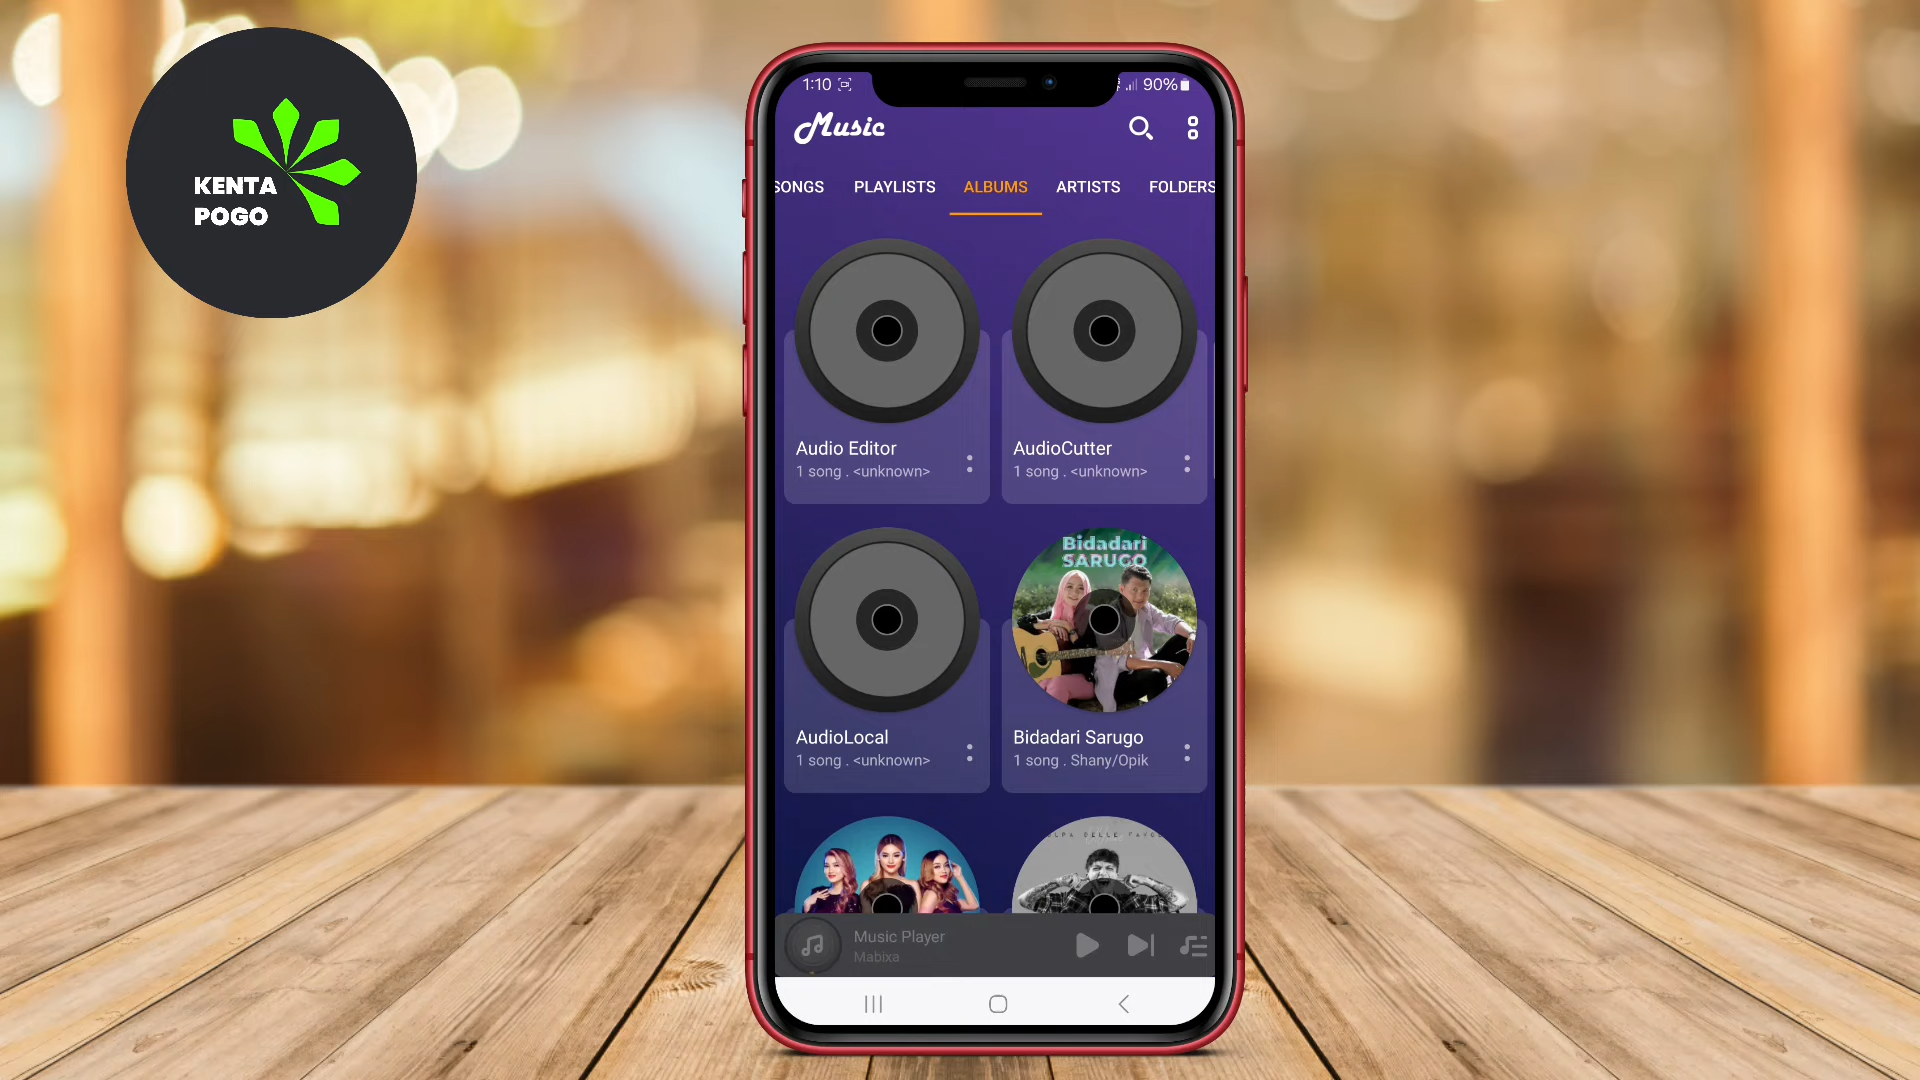 KENTA
POGO
1:10
90%
Music
SONGS PLAYLISTS ALBUMS ARTISTS FOLDERS
Audio Editor
1 song . <unknown>
AudioCutter
1 song . <unknown>
Bidadari
SARUGO
AudioLocal
1 song . <unknown>
Bidadari Sarugo
1 song . Shany/Opik
DELLE
Music Player
Mabixa